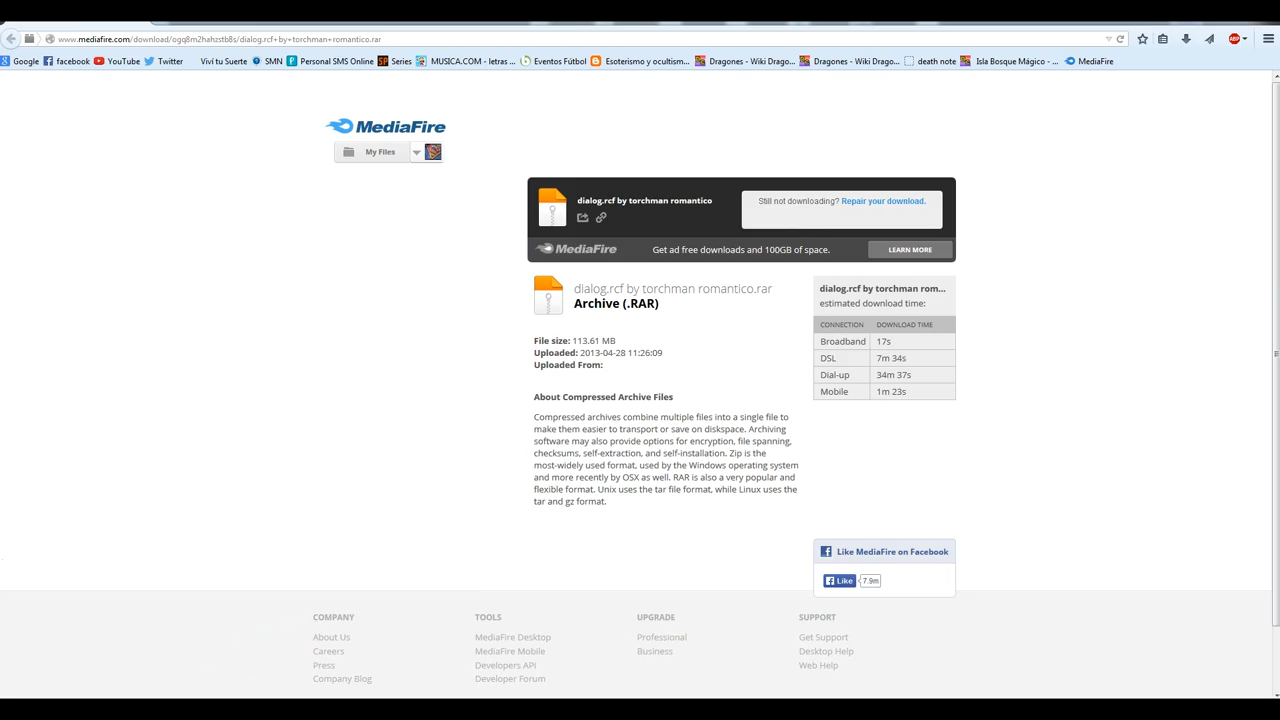 www.mediafire.com/download/ogq8m2hahzstb8s/dialog.rcf+by+torchman+romantico.rar
ABP
Google facebook YouTube Twitter Viví tu Suerte SMN Personal SMS Online Series MUSICA.COM - letras ... Eventos Fútbol Esoterismo y ocultism... Dragones - Wiki Drago... Dragones - Wiki Drago... death note Isla Bosque Mágico - ... MediaFire
MediaFire
My Files
dialog.rcf by torchman romantico
Still not downloading? Repair your download.
MediaFire Get ad free downloads and 100GB of space. LEARN MORE
dialog.rcf by torchman romantico.rar
Archive (.RAR)
File size: 113.61 MB
Uploaded: 2013-04-28 11:26:09
Uploaded From:
About Compressed Archive Files
Compressed archives combine multiple files into a single file to
make them easier to transport or save on diskspace. Archiving
software may also provide options for encryption, file spanning,
checksums, self-extraction, and self-installation. Zip is the
most-widely used format, used by the Windows operating system
and more recently by OSX as well. RAR is also a very popular and
flexible format. Unix uses the tar file format, while Linux uses the
tar and gz format.
dialog.rcf by torchman rom...
estimated download time:
CONNECTION DOWNLOAD TIME
Broadband 17s
DSL 7m 34s
Dial-up 34m 37s
Mobile 1m 23s
Like MediaFire on Facebook
Like 7.9m
COMPANY
About Us
Careers
Press
Company Blog
TOOLS
MediaFire Desktop
MediaFire Mobile
Developers API
Developer Forum
UPGRADE
Professional
Business
SUPPORT
Get Support
Desktop Help
Web Help